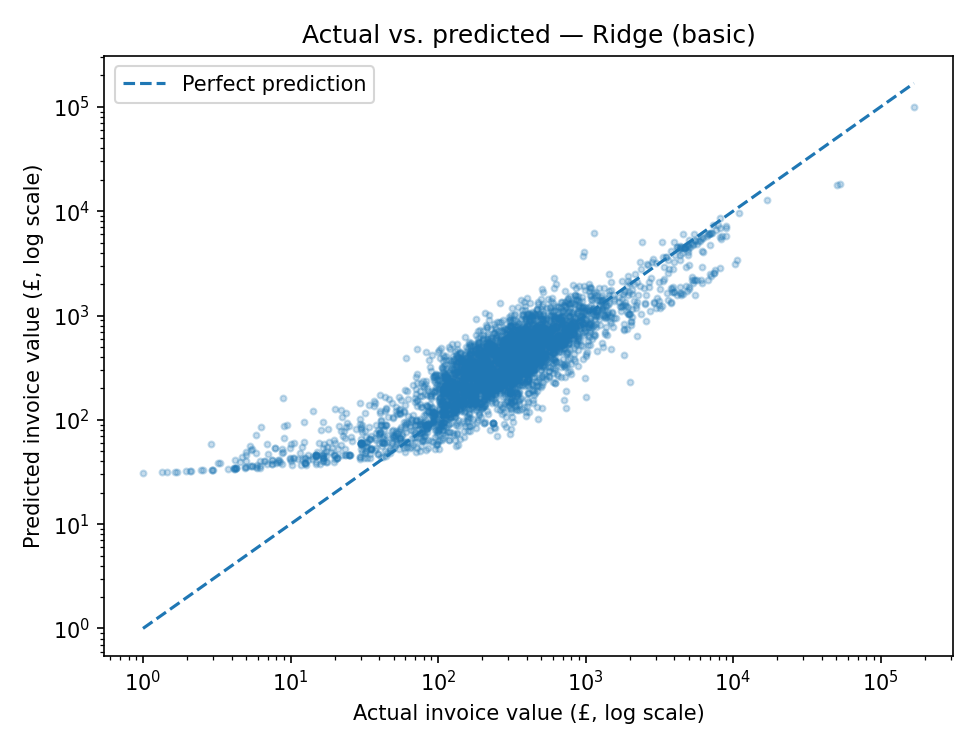 Actual vs. predicted — Ridge (basic)
Perfect prediction
Predicted invoice value (£, log scale)
10⁵
10⁴
10³
10²
10¹
10⁰
10⁰ 10¹ 10² 10³ 10⁴ 10⁵
Actual invoice value (£, log scale)